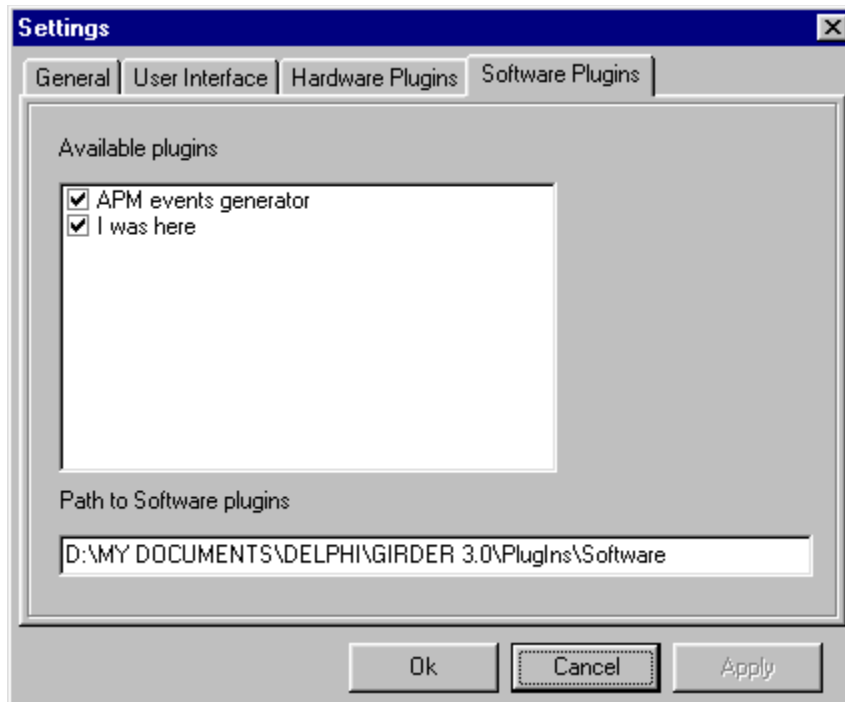 Settings
General User Interface Hardware Plugins Software Plugins
Available plugins
APM events generator
I was here
Path to Software plugins
D:\MY DOCUMENTS\DELPHI\GIRDER 3.0\PlugIns\Software
Ok Cancel Apply